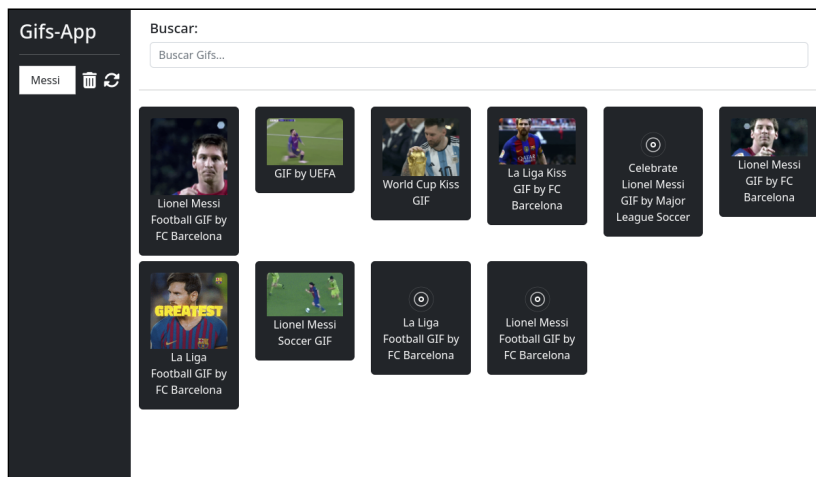 Gifs-App
Messi
Buscar:
Buscar Gifs...
Lionel Messi
Football GIF by
FC Barcelona
GIF by UEFA
World Cup Kiss
GIF
La Liga Kiss
GIF by FC
Barcelona
Celebrate
Lionel Messi
GIF by Major
League Soccer
Lionel Messi
GIF by FC
Barcelona
GREATEST
La Liga
Football GIF by
FC Barcelona
Lionel Messi
Soccer GIF
La Liga
Football GIF by
FC Barcelona
Lionel Messi
Football GIF by
FC Barcelona